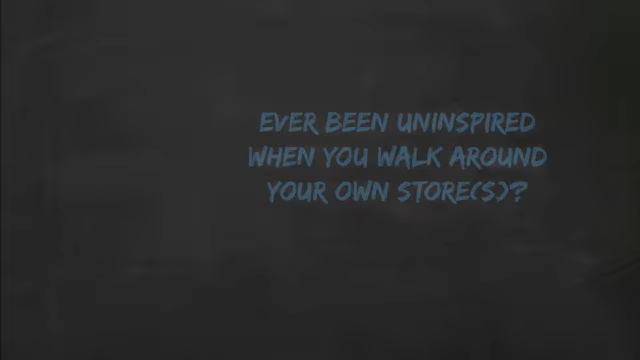 EVER BEEN UNINSPIRED
WHEN YOU WALK AROUND
YOUR OWN STORE(S)?